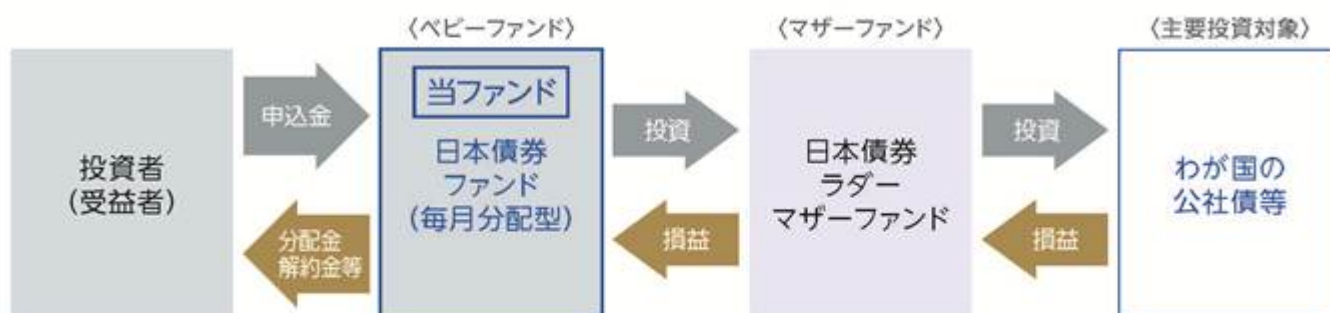 〈ベビーファンド〉
〈マザーファンド〉
〈主要投資対象〉
投資者
(受益者)
申込金
分配金
解約金等
当ファンド
日本債券
ファンド
(毎月分配型)
投資
損益
日本債券
ラダー
マザーファンド
投資
損益
わが国の
公社債等